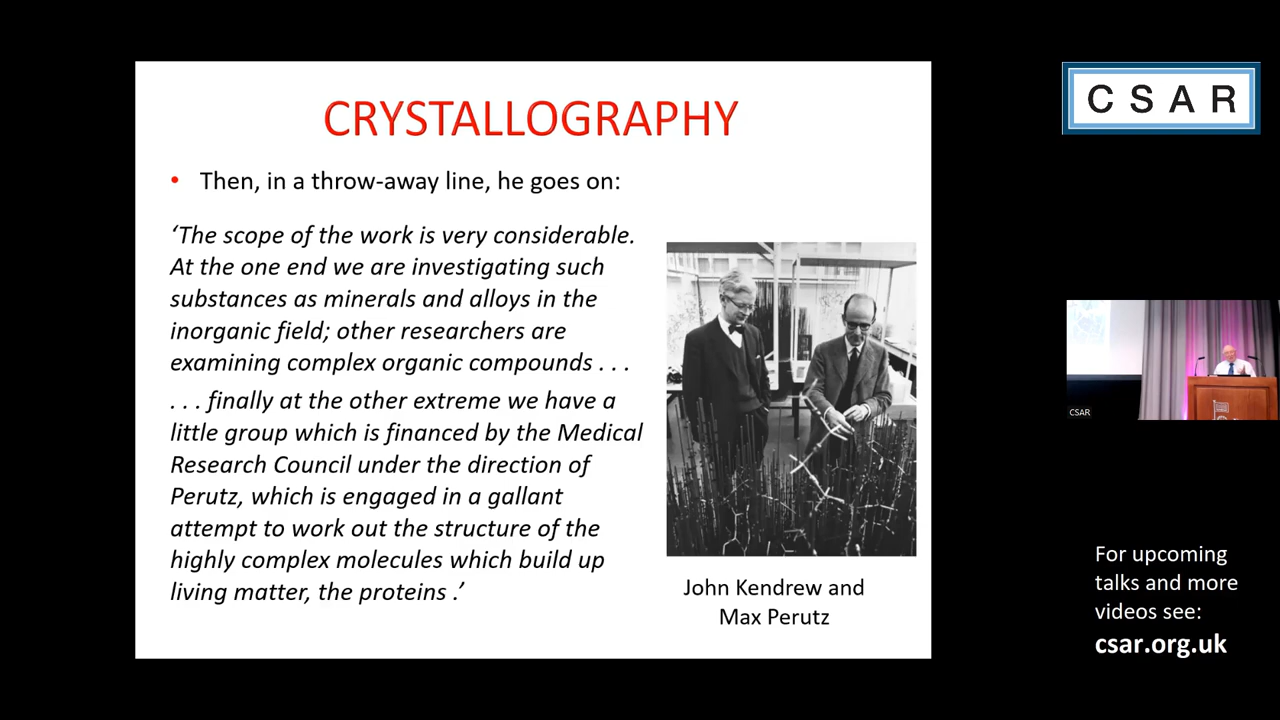 CRYSTALLOGRAPHY
• Then, in a throw-away line, he goes on:
‘The scope of the work is very considerable.
At the one end we are investigating such
substances as minerals and alloys in the
inorganic field; other researchers are
examining complex organic compounds . . .
. . . finally at the other extreme we have a
little group which is financed by the Medical
Research Council under the direction of
Perutz, which is engaged in a gallant
attempt to work out the structure of the
highly complex molecules which build up
living matter, the proteins .’
John Kendrew and
Max Perutz
CSAR
CSAR
For upcoming
talks and more
videos see:
csar.org.uk